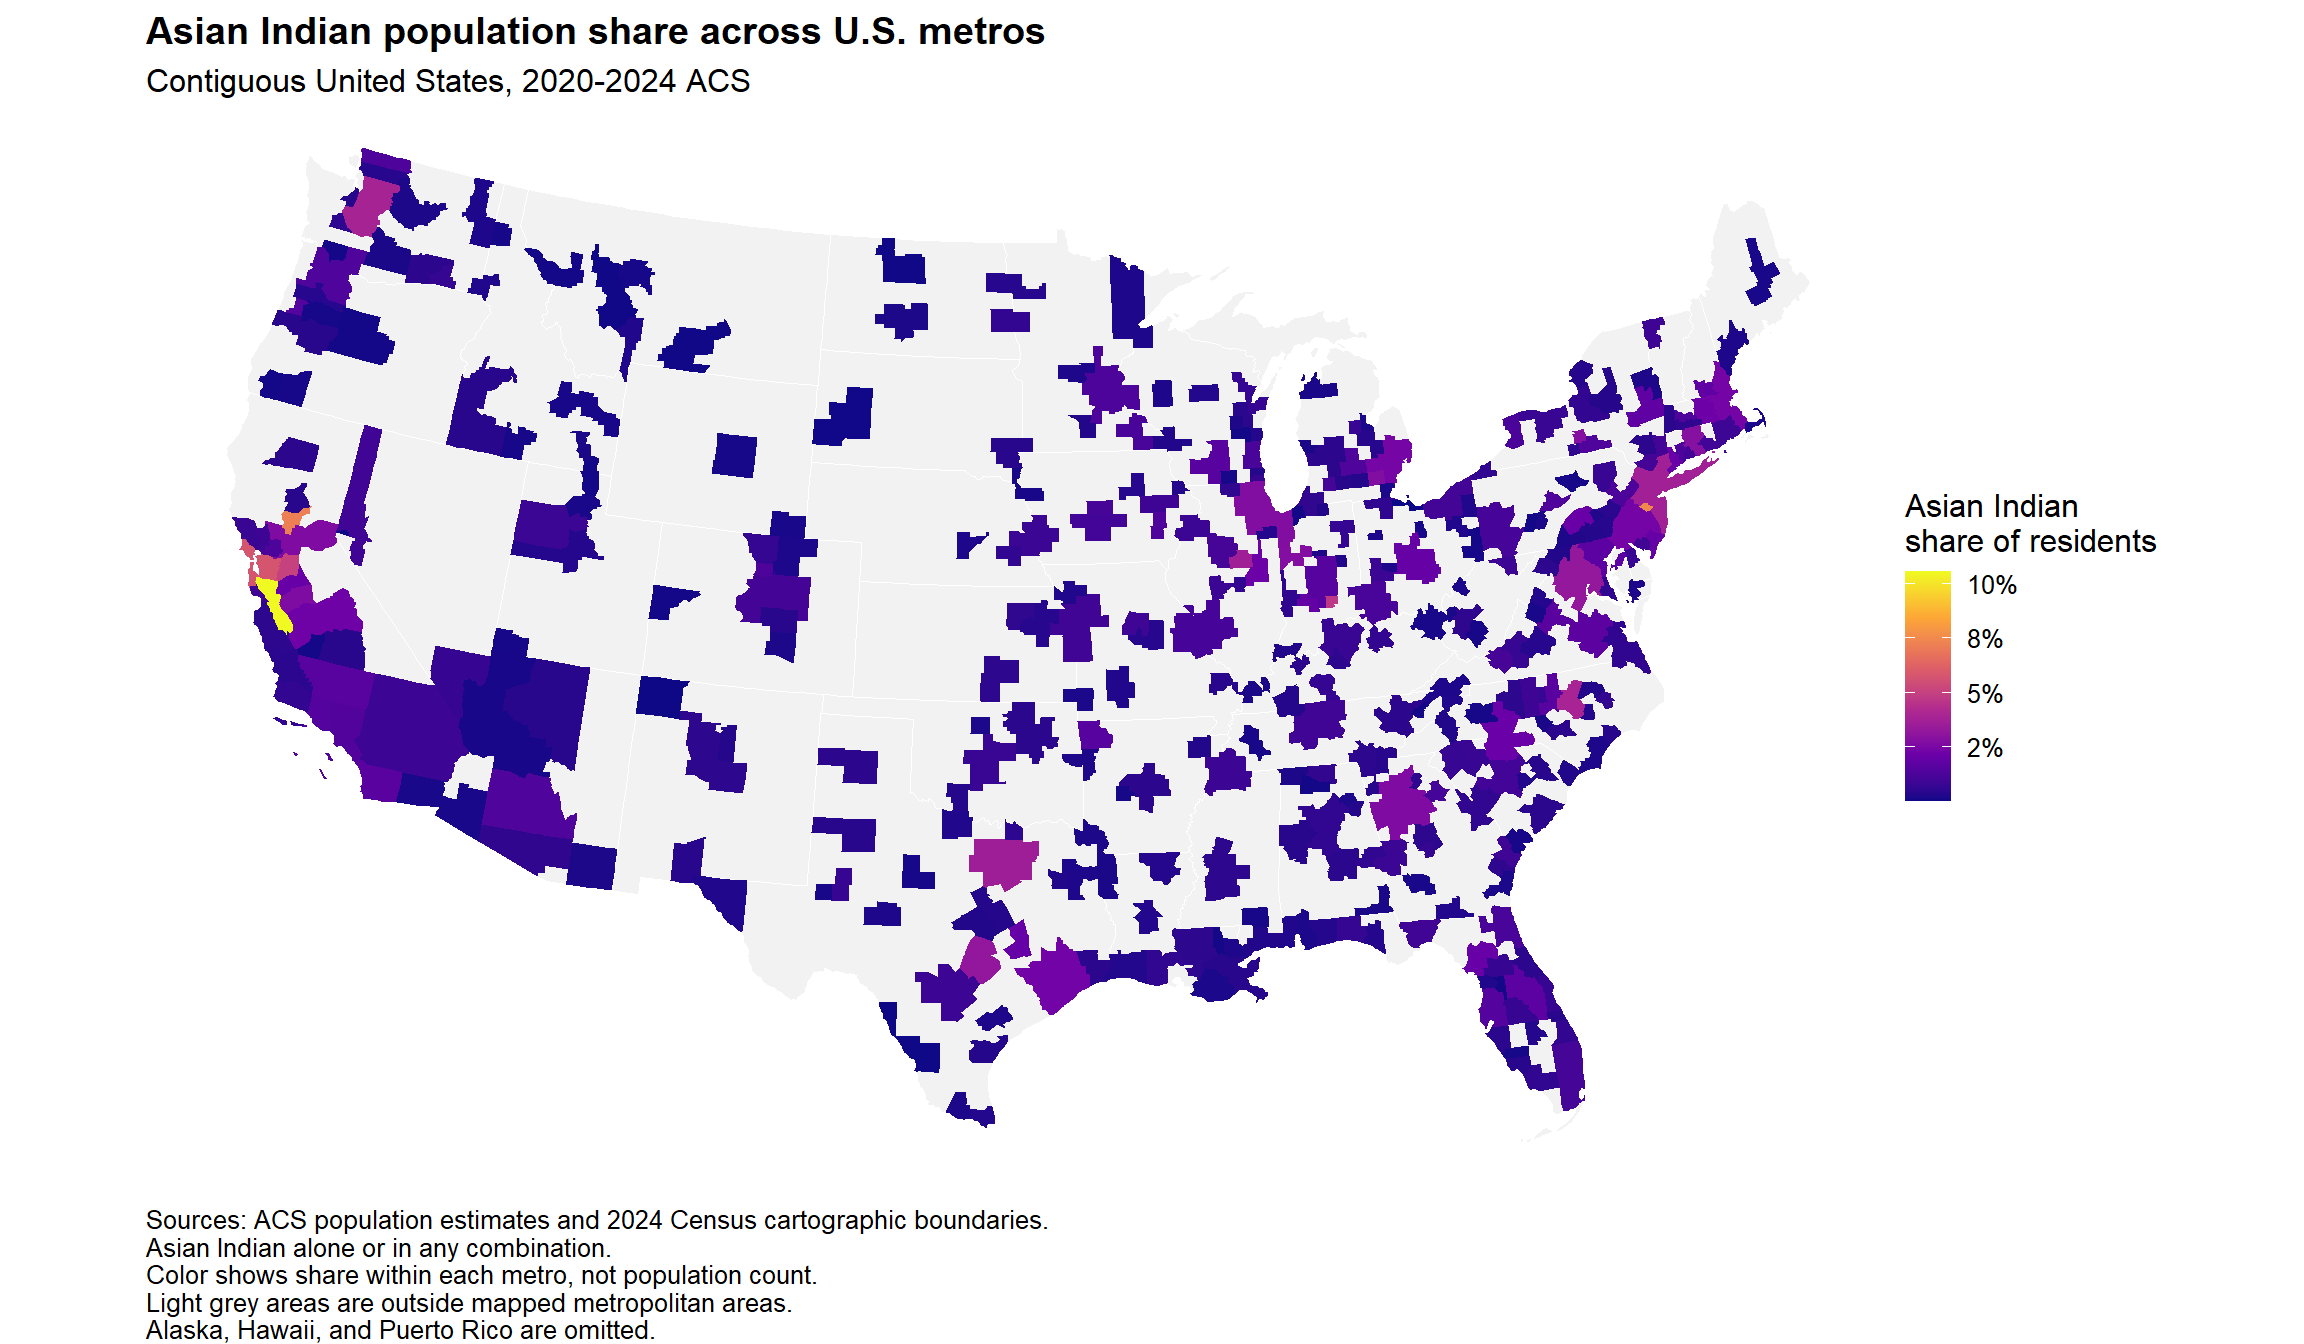 Asian Indian population share across U.S. metros
Contiguous United States, 2020-2024 ACS
Asian Indian
share of residents
10%
8%
5%
2%
Sources: ACS population estimates and 2024 Census cartographic boundaries.
Asian Indian alone or in any combination.
Color shows share within each metro, not population count.
Light grey areas are outside mapped metropolitan areas.
Alaska, Hawaii, and Puerto Rico are omitted.